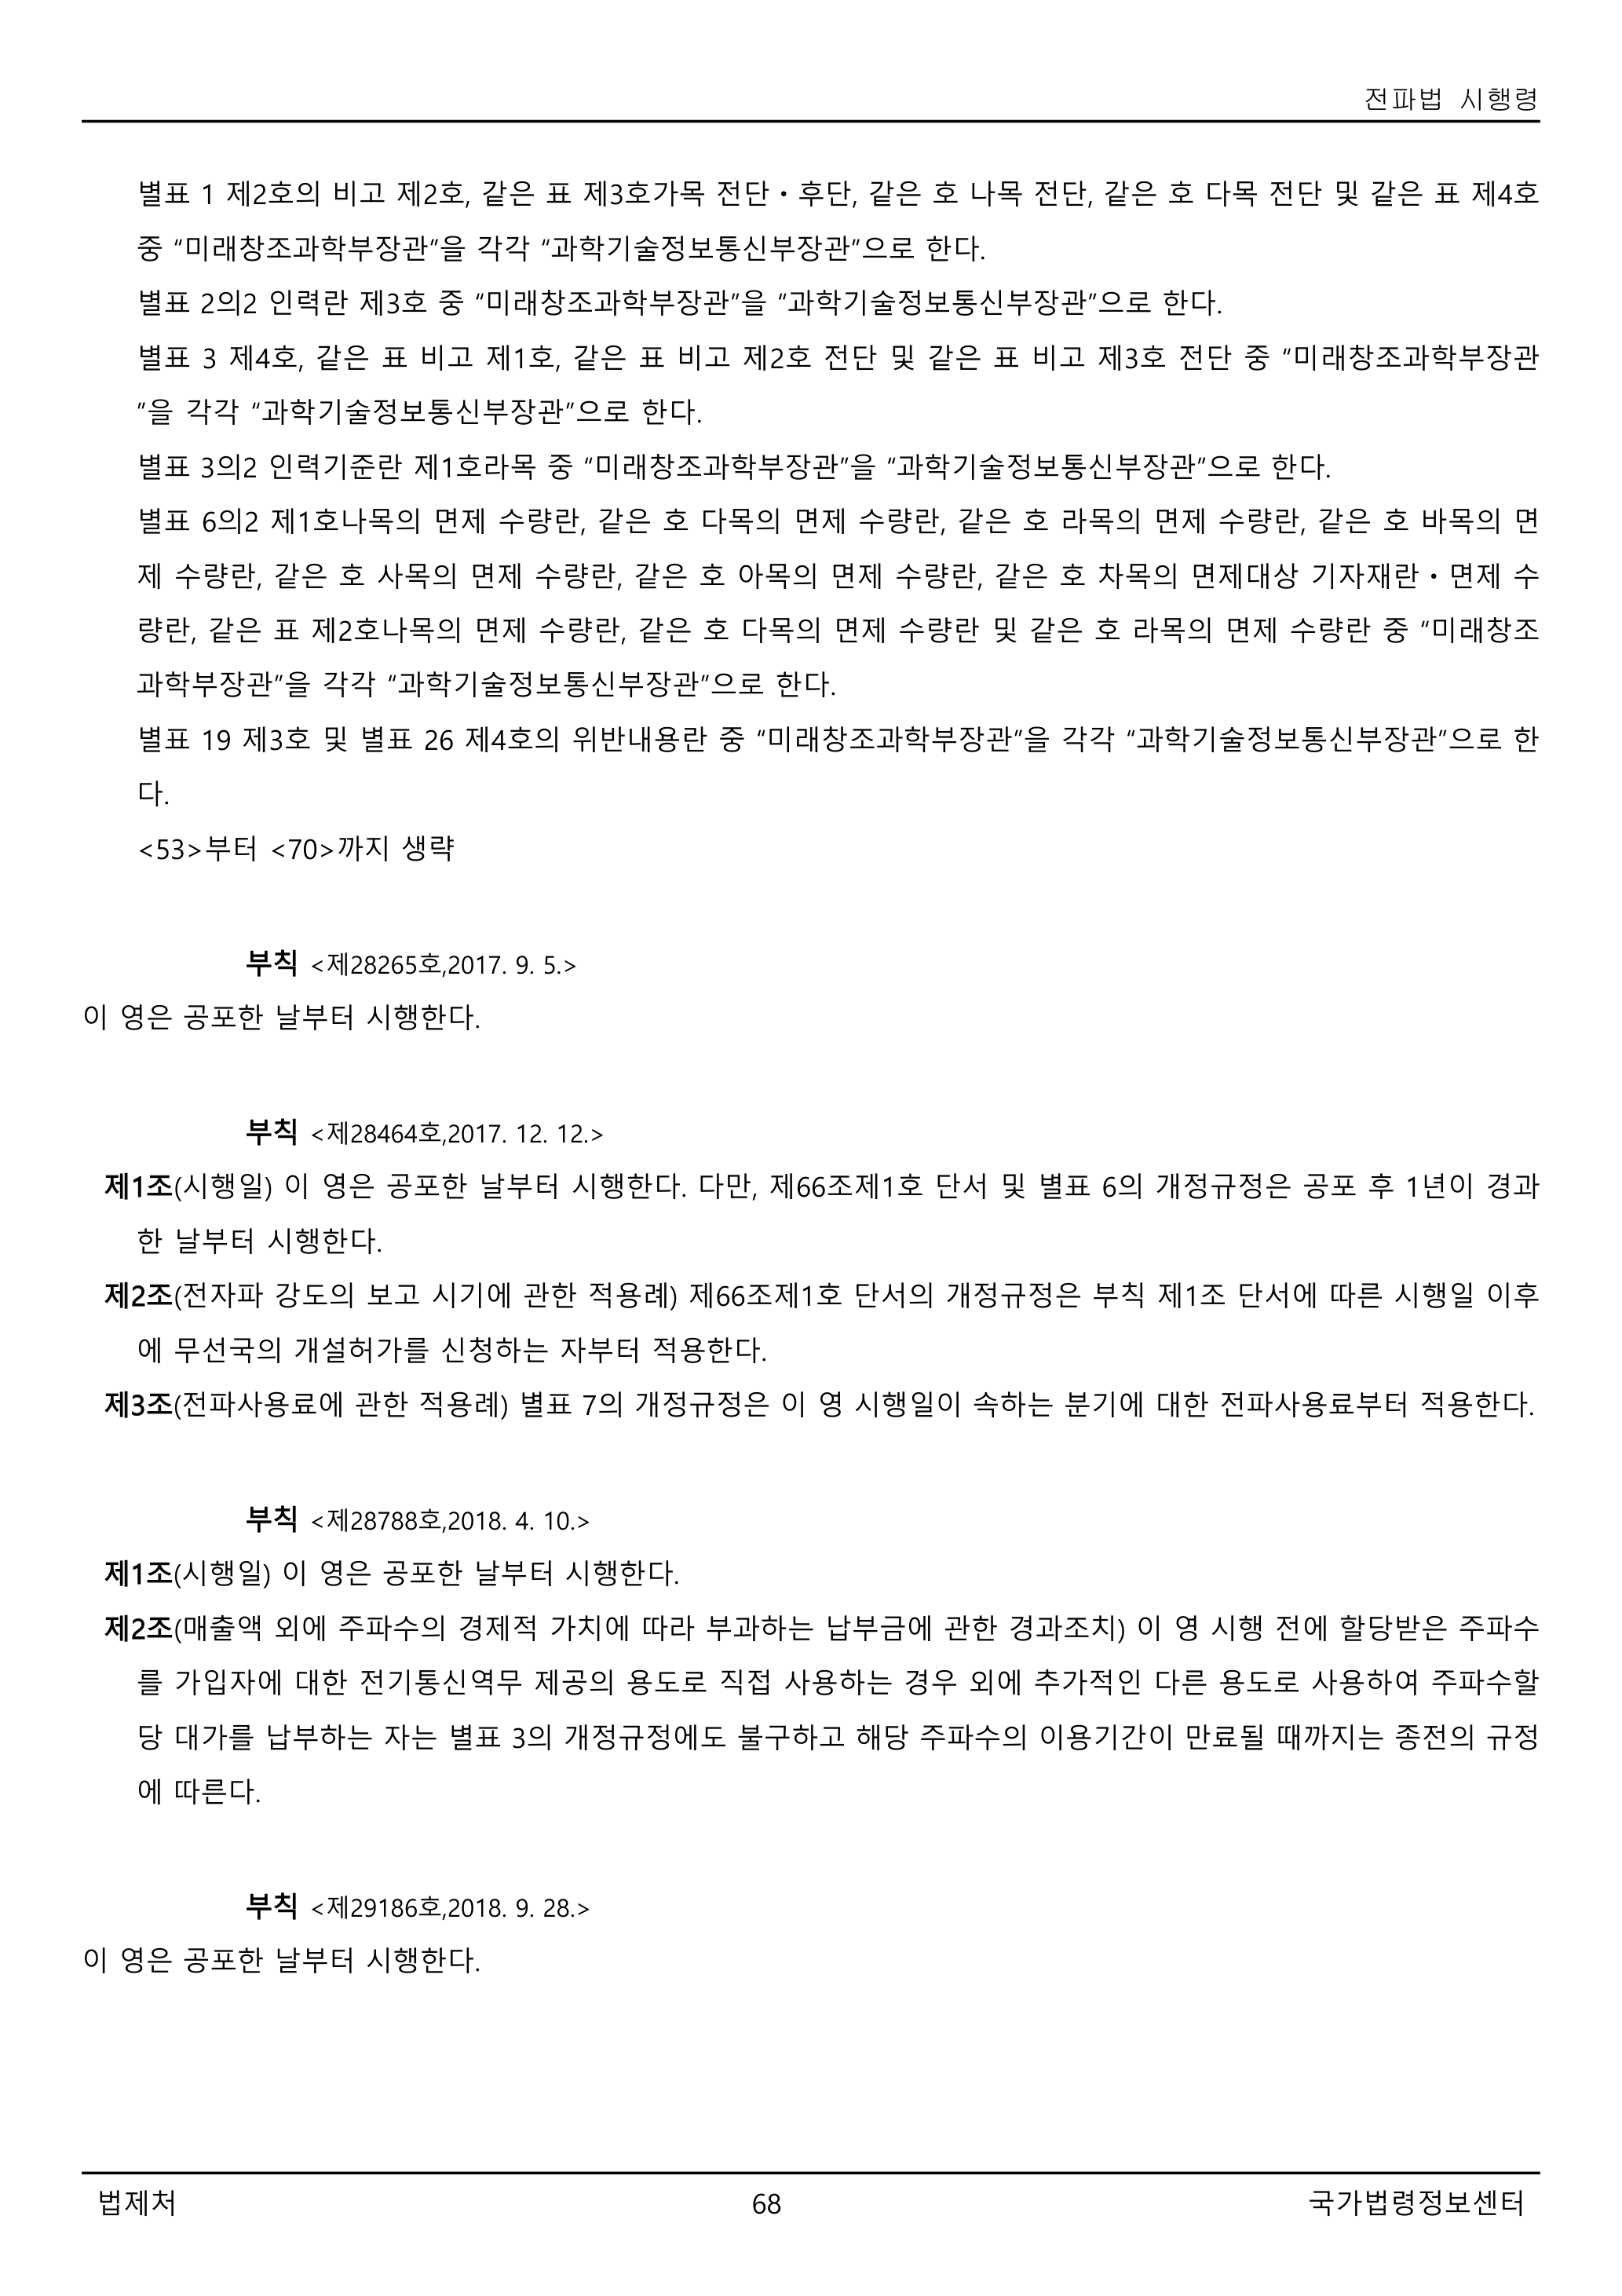 전파법 시행령
별표 1 제2호의 비고 제2호, 같은 표 제3호가목 전단ㆍ후단, 같은 호 나목 전단, 같은 호 다목 전단 및 같은 표 제4호
중 “미래창조과학부장관”을 각각 “과학기술정보통신부장관”으로 한다.
별표 2의2 인력란 제3호 중 “미래창조과학부장관”을 “과학기술정보통신부장관”으로 한다.
별표 3 제4호, 같은 표 비고 제1호, 같은 표 비고 제2호 전단 및 같은 표 비고 제3호 전단 중 “미래창조과학부장관
”을 각각 “과학기술정보통신부장관”으로 한다.
별표 3의2 인력기준란 제1호라목 중 “미래창조과학부장관”을 “과학기술정보통신부장관”으로 한다.
별표 6의2 제1호나목의 면제 수량란, 같은 호 다목의 면제 수량란, 같은 호 라목의 면제 수량란, 같은 호 바목의 면
제 수량란, 같은 호 사목의 면제 수량란, 같은 호 아목의 면제 수량란, 같은 호 차목의 면제대상 기자재란ㆍ면제 수
량란, 같은 표 제2호나목의 면제 수량란, 같은 호 다목의 면제 수량란 및 같은 호 라목의 면제 수량란 중 “미래창조
과학부장관”을 각각 “과학기술정보통신부장관”으로 한다.
별표 19 제3호 및 별표 26 제4호의 위반내용란 중 “미래창조과학부장관”을 각각 “과학기술정보통신부장관”으로 한
다.
<53>부터 <70>까지 생략
부칙 <제28265호,2017. 9. 5.>
이 영은 공포한 날부터 시행한다.
부칙 <제28464호,2017. 12. 12.>
제1조(시행일) 이 영은 공포한 날부터 시행한다. 다만, 제66조제1호 단서 및 별표 6의 개정규정은 공포 후 1년이 경과
한 날부터 시행한다.
제2조(전자파 강도의 보고 시기에 관한 적용례) 제66조제1호 단서의 개정규정은 부칙 제1조 단서에 따른 시행일 이후
에 무선국의 개설허가를 신청하는 자부터 적용한다.
제3조(전파사용료에 관한 적용례) 별표 7의 개정규정은 이 영 시행일이 속하는 분기에 대한 전파사용료부터 적용한다.
부칙 <제28788호,2018. 4. 10.>
제1조(시행일) 이 영은 공포한 날부터 시행한다.
제2조(매출액 외에 주파수의 경제적 가치에 따라 부과하는 납부금에 관한 경과조치) 이 영 시행 전에 할당받은 주파수
를 가입자에 대한 전기통신역무 제공의 용도로 직접 사용하는 경우 외에 추가적인 다른 용도로 사용하여 주파수할
당 대가를 납부하는 자는 별표 3의 개정규정에도 불구하고 해당 주파수의 이용기간이 만료될 때까지는 종전의 규정
에 따른다.
부칙 <제29186호,2018. 9. 28.>
이 영은 공포한 날부터 시행한다.
법제처
68
국가법령정보센터